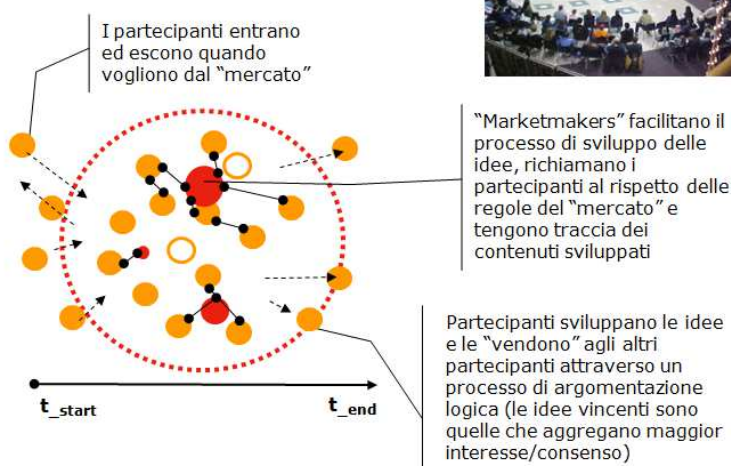 I partecipanti entrano
ed escono quando
vogliono dal “mercato”
“Marketmakers” facilitano il
processo di sviluppo delle
idee, richiamano i
partecipanti al rispetto delle
regole del “mercato” e
tengono traccia dei
contenuti sviluppati
Partecipanti sviluppano le idee
e le “vendono” agli altri
partecipanti attraverso un
processo di argomentazione
logica (le idee vincenti sono
quelle che aggregano maggior
interesse/consenso)
t_start
t_end